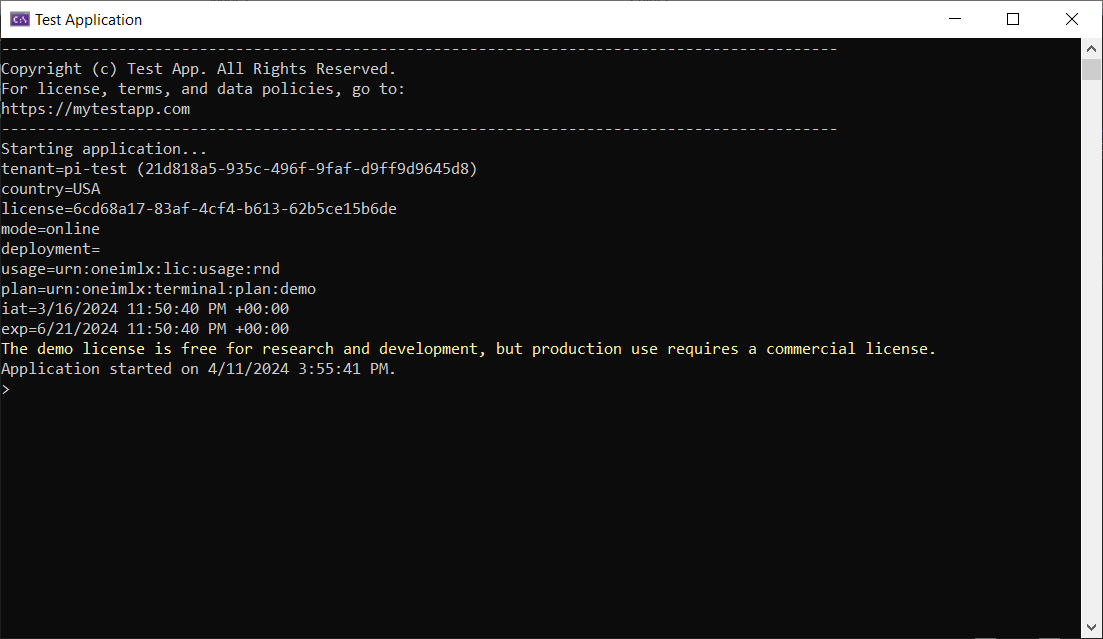 Test Application
---------------------------------------------------------------------------------------------
Copyright (c) Test App. All Rights Reserved.
For license, terms, and data policies, go to:
https://mytestapp.com
---------------------------------------------------------------------------------------------
Starting application...
tenant=pi-test (21d818a5-935c-496f-9faf-d9ff9d9645d8)
country=USA
license=6cd68a17-83af-4cf4-b613-62b5ce15b6de
mode=online
deployment=
usage=urn:oneimlx:lic:usage:rnd
plan=urn:oneimlx:terminal:plan:demo
iat=3/16/2024 11:50:40 PM +00:00
exp=6/21/2024 11:50:40 PM +00:00
The demo license is free for research and development, but production use requires a commercial license.
Application started on 4/11/2024 3:55:41 PM.
>